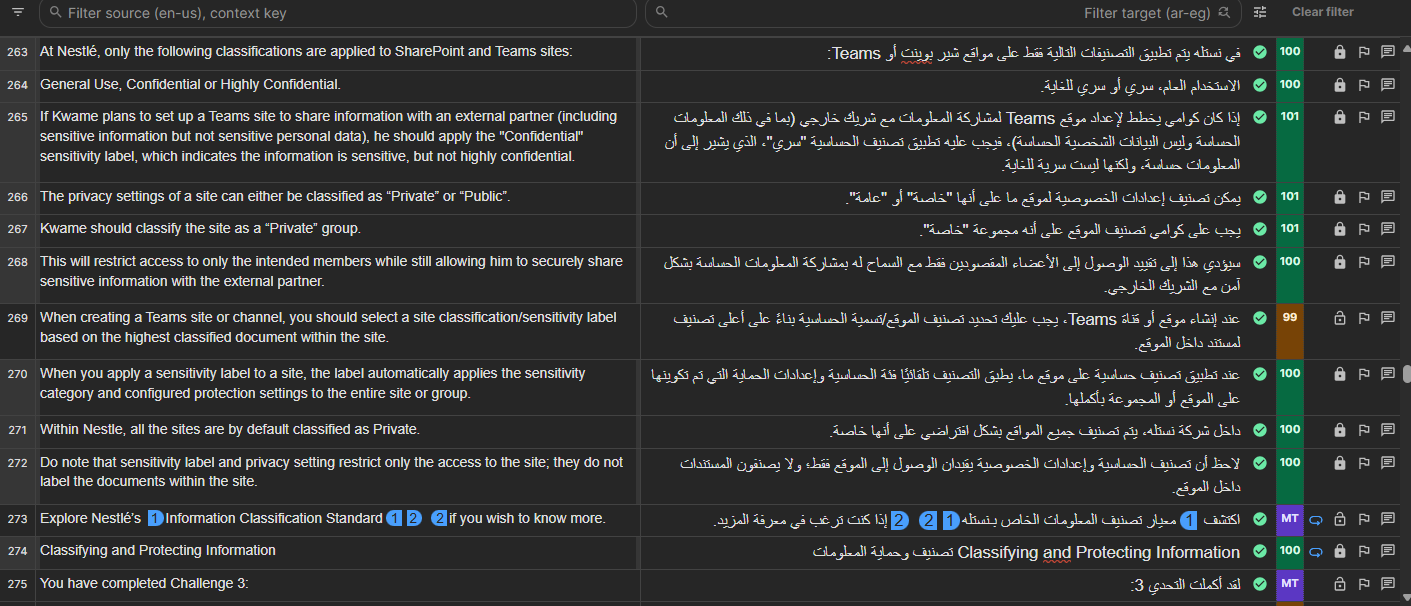 Filter source (en-us), context key
Filter target (ar-eg)
Clear filter
263 At Nestlé, only the following classifications are applied to SharePoint and Teams sites:
في نستله يتم تطبيق التصنيفات التالية فقط على مواقع شير بوينت أو Teams:
100
264 General Use, Confidential or Highly Confidential.
الاستخدام العام، سري أو سري للغاية.
100
265 If Kwame plans to set up a Teams site to share information with an external partner (including
sensitive information but not sensitive personal data), he should apply the "Confidential"
sensitivity label, which indicates the information is sensitive, but not highly confidential.
إذا كان كوامي يخطط لإعداد موقع Teams لمشاركة المعلومات مع شريك خارجي (بما في ذلك المعلومات
الحساسة وليس البيانات الشخصية الحساسة)، فيجب عليه تطبيق تصنيف الحساسية "سري"، الذي يشير إلى أن
المعلومات حساسة، ولكنها ليست سرية للغاية.
101
266 The privacy settings of a site can either be classified as “Private” or “Public”.
يمكن تصنيف إعدادات الخصوصية لموقع ما على أنها "خاصة" أو "عامة".
101
267 Kwame should classify the site as a “Private” group.
يجب على كوامي تصنيف الموقع على أنه مجموعة "خاصة".
101
268 This will restrict access to only the intended members while still allowing him to securely share
sensitive information with the external partner.
سيؤدي هذا إلى تقييد الوصول إلى الأعضاء المقصودين فقط مع السماح له بمشاركة المعلومات الحساسة بشكل
آمن مع الشريك الخارجي.
100
269 When creating a Teams site or channel, you should select a site classification/sensitivity label
based on the highest classified document within the site.
عند إنشاء موقع أو قناة Teams، يجب عليك تحديد تصنيف الموقع/تسمية الحساسية بناءً على أعلى تصنيف
لمستند داخل الموقع.
99
270 When you apply a sensitivity label to a site, the label automatically applies the sensitivity
category and configured protection settings to the entire site or group.
عند تطبيق تصنيف حساسية على موقع ما، يطبق التصنيف تلقائيًا فئة الحساسية وإعدادات الحماية التي تم تكوينها
على الموقع أو المجموعة بأكملها.
100
271 Within Nestle, all the sites are by default classified as Private.
داخل شركة نستله، يتم تصنيف جميع المواقع بشكل افتراضي على أنها خاصة.
100
272 Do note that sensitivity label and privacy setting restrict only the access to the site; they do not
label the documents within the site.
لاحظ أن تصنيف الحساسية وإعدادات الخصوصية يقيدان الوصول إلى الموقع فقط؛ ولا يصنفون المستندات
داخل الموقع.
100
273 Explore Nestlé's 1 Information Classification Standard 1 2 2 if you wish to know more.
اكتشف 1 معيار تصنيف المعلومات الخاص بـنستله 1 2 2 إذا كنت ترغب في معرفة المزيد.
MT
274 Classifying and Protecting Information
Classifying and Protecting Information تصنيف وحماية المعلومات
100
275 You have completed Challenge 3:
لقد أكملت التحدي 3:
MT